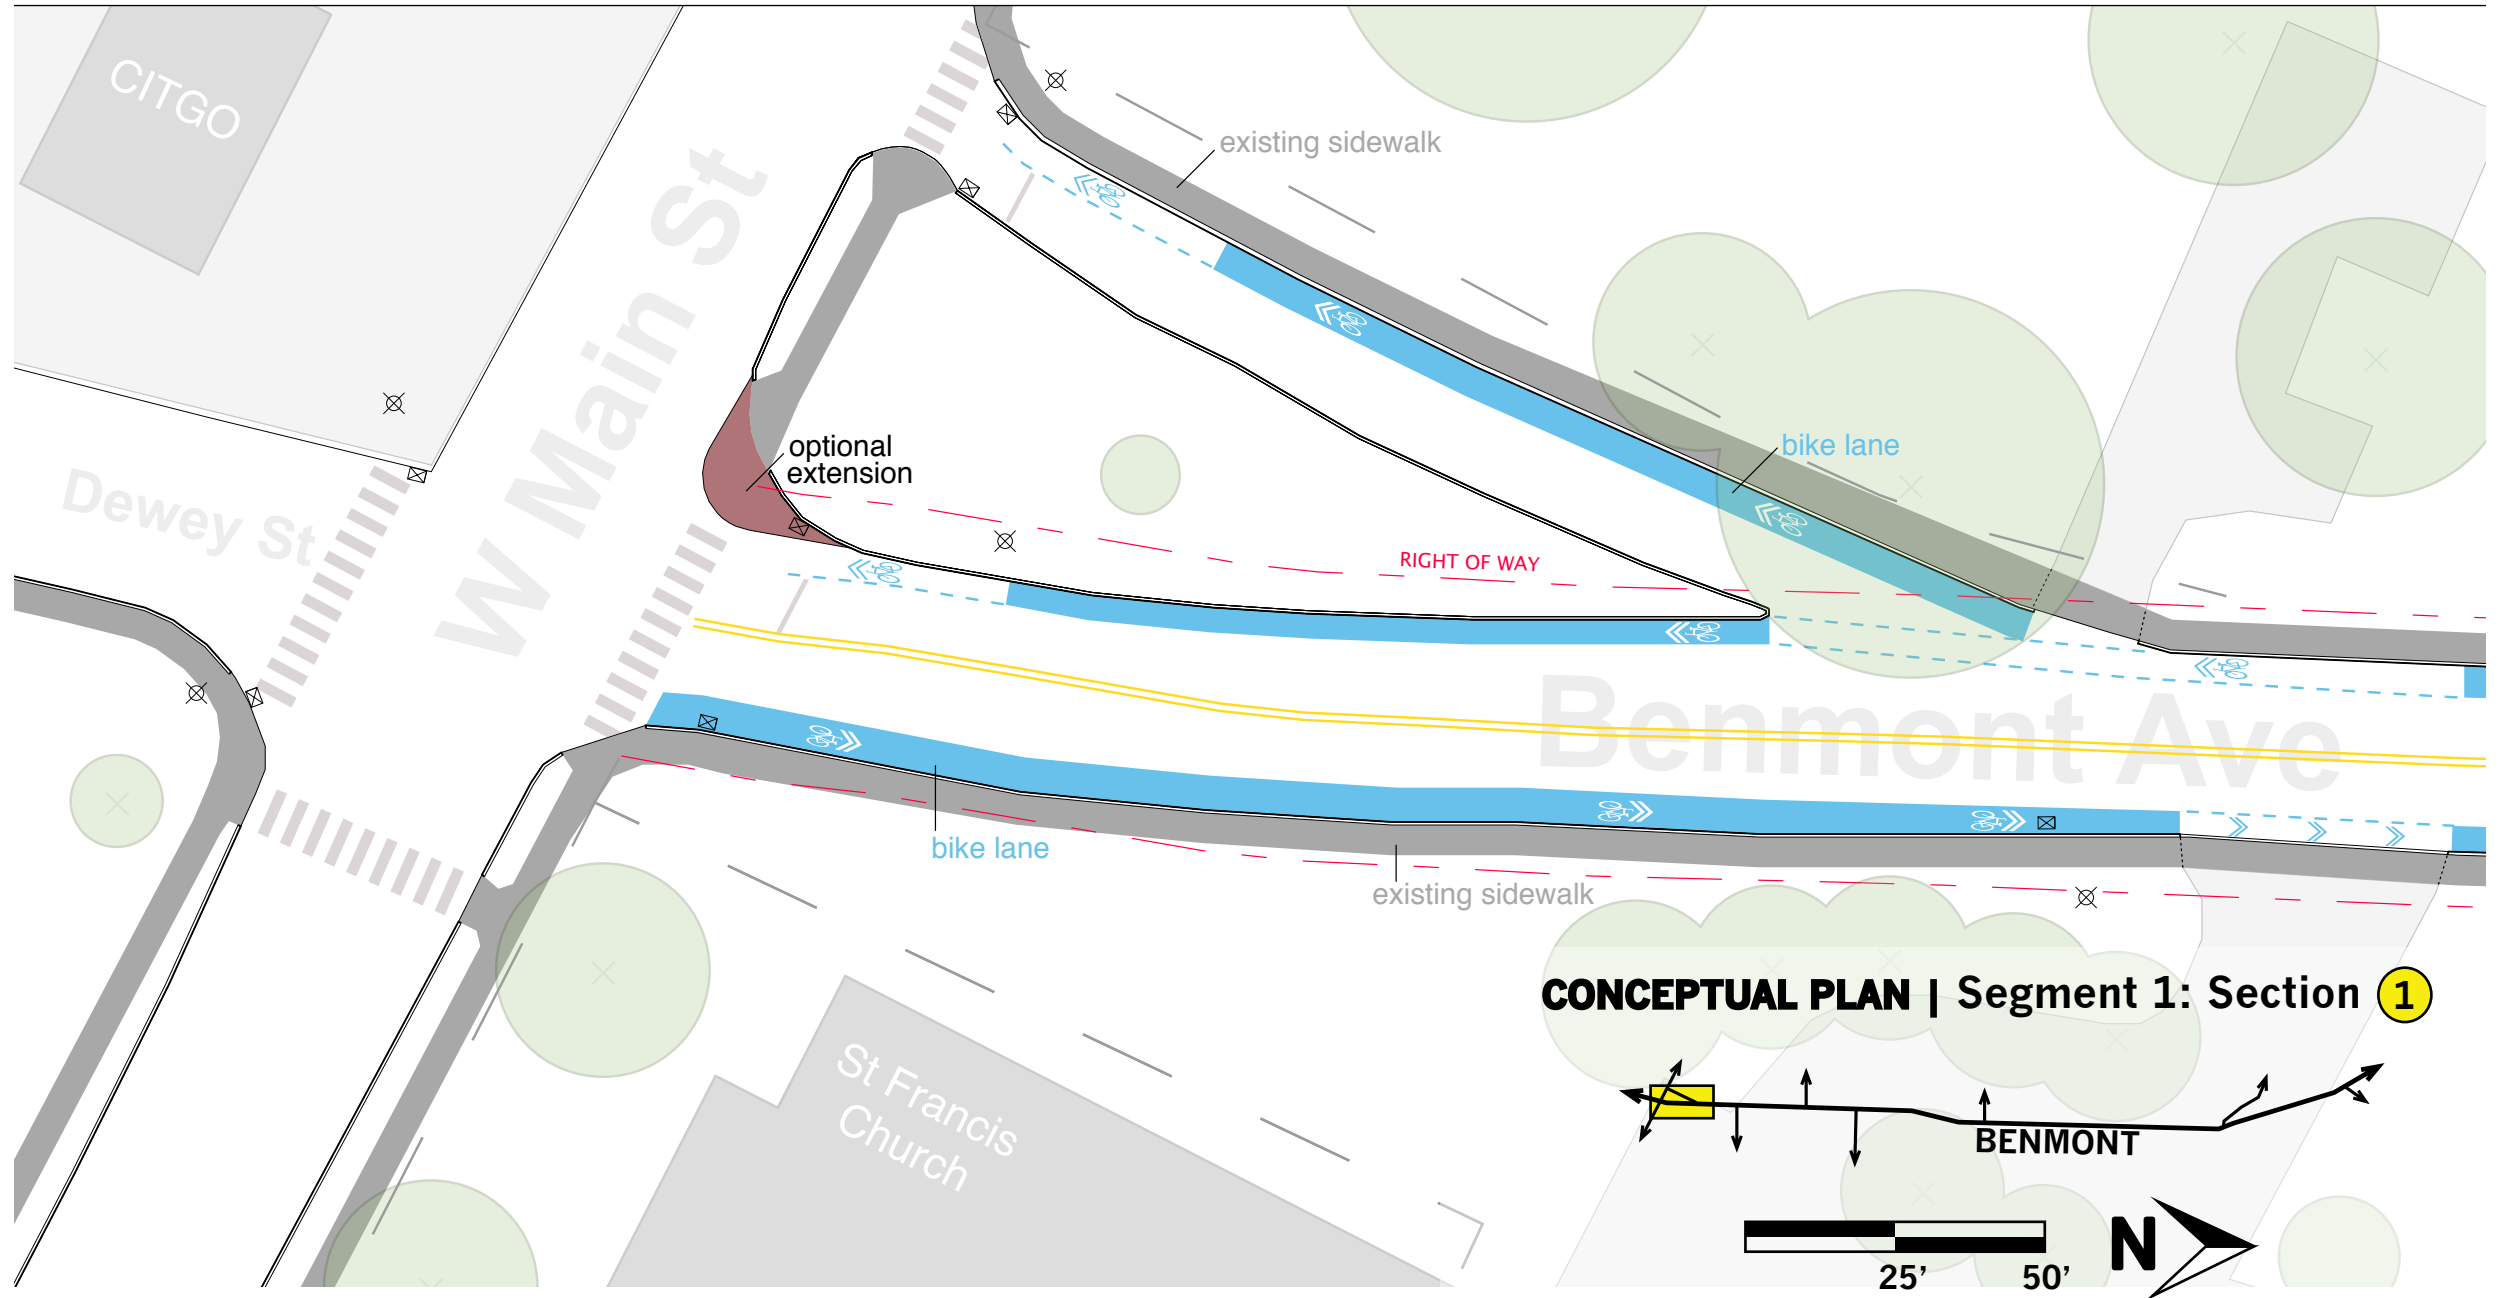 CITGO
existing sidewalk
W Main St
optional
extension
bike lane
Dewey St
RIGHT OF WAY
Benmont Ave
bike lane
existing sidewalk
CONCEPTUAL PLAN | Segment 1: Section 1
St Francis
Church
BENMONT
N
25’ 50’